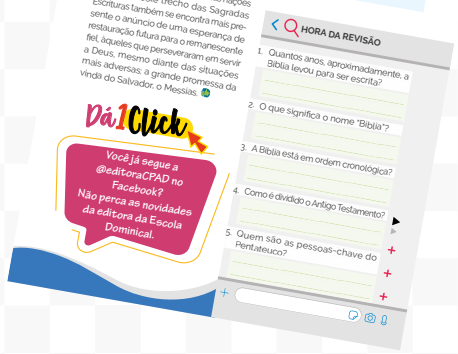 nações
trecho das Sagradas
Escrituras também se encontra mais pre-
sente o anúncio de uma esperança de
restauração futura para o remanescente
fiel, àqueles que perseveraram em servir
a Deus, mesmo diante das situações
mais adversas; a grande promessa da
vinda do Salvador, o Messias.
Dá1Click
Você já segue a
@editoraCPAD no
Facebook?
Não perca as novidades
da editora da Escola
Dominical.
HORA DA REVISÃO
1. Quantos anos, aproximadamente, a
Bíblia levou para ser escrita?
2. O que significa o nome "Bíblia"?
3. A Bíblia está em ordem cronológica?
4. Como é dividido o Antigo Testamento?
5. Quem são as pessoas-chave do
Pentateuco?